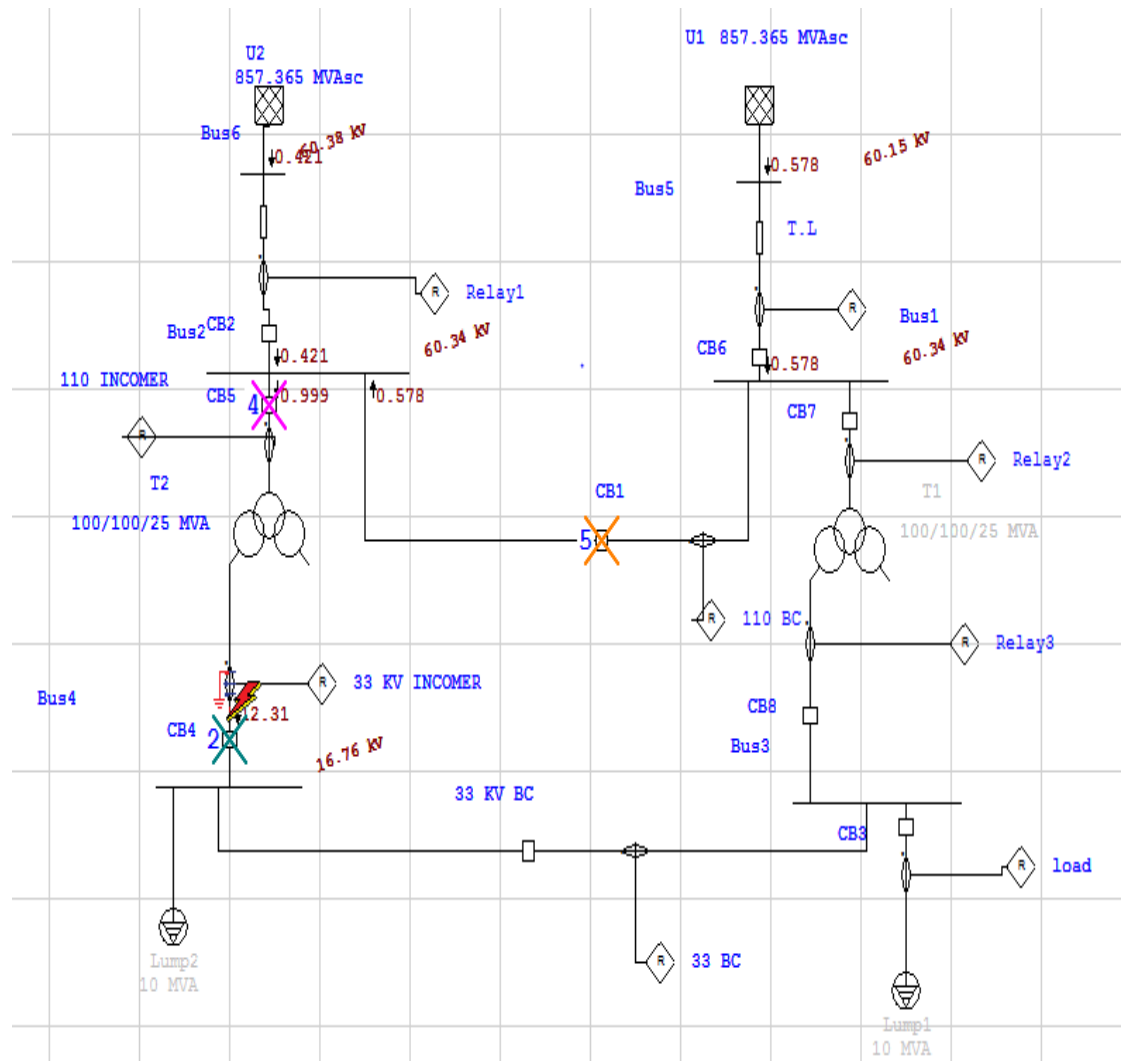 U1 857.365 MVAsc
U2
857.365 MVAsc
Bus6
60.38 kV
0.421
0.578
60.15 kV
Bus5
T.L
R
Relay1
R
Bus1
Bus2
CB2
60.34 kV
CB6
60.34 kV
0.421
0.578
110 INCOMER
CB5
4
0.999
0.578
CB7
R
R
Relay2
T2
CB1
T1
100/100/25 MVA
100/100/25 MVA
5
R
110 BC
R
Relay3
Bus4
R
33 KV INCOMER
12.31
CB4
2
CB8
Bus3
16.76 kV
33 KV BC
CB3
R
load
R
33 BC
Lump2
10 MVA
Lump1
10 MVA